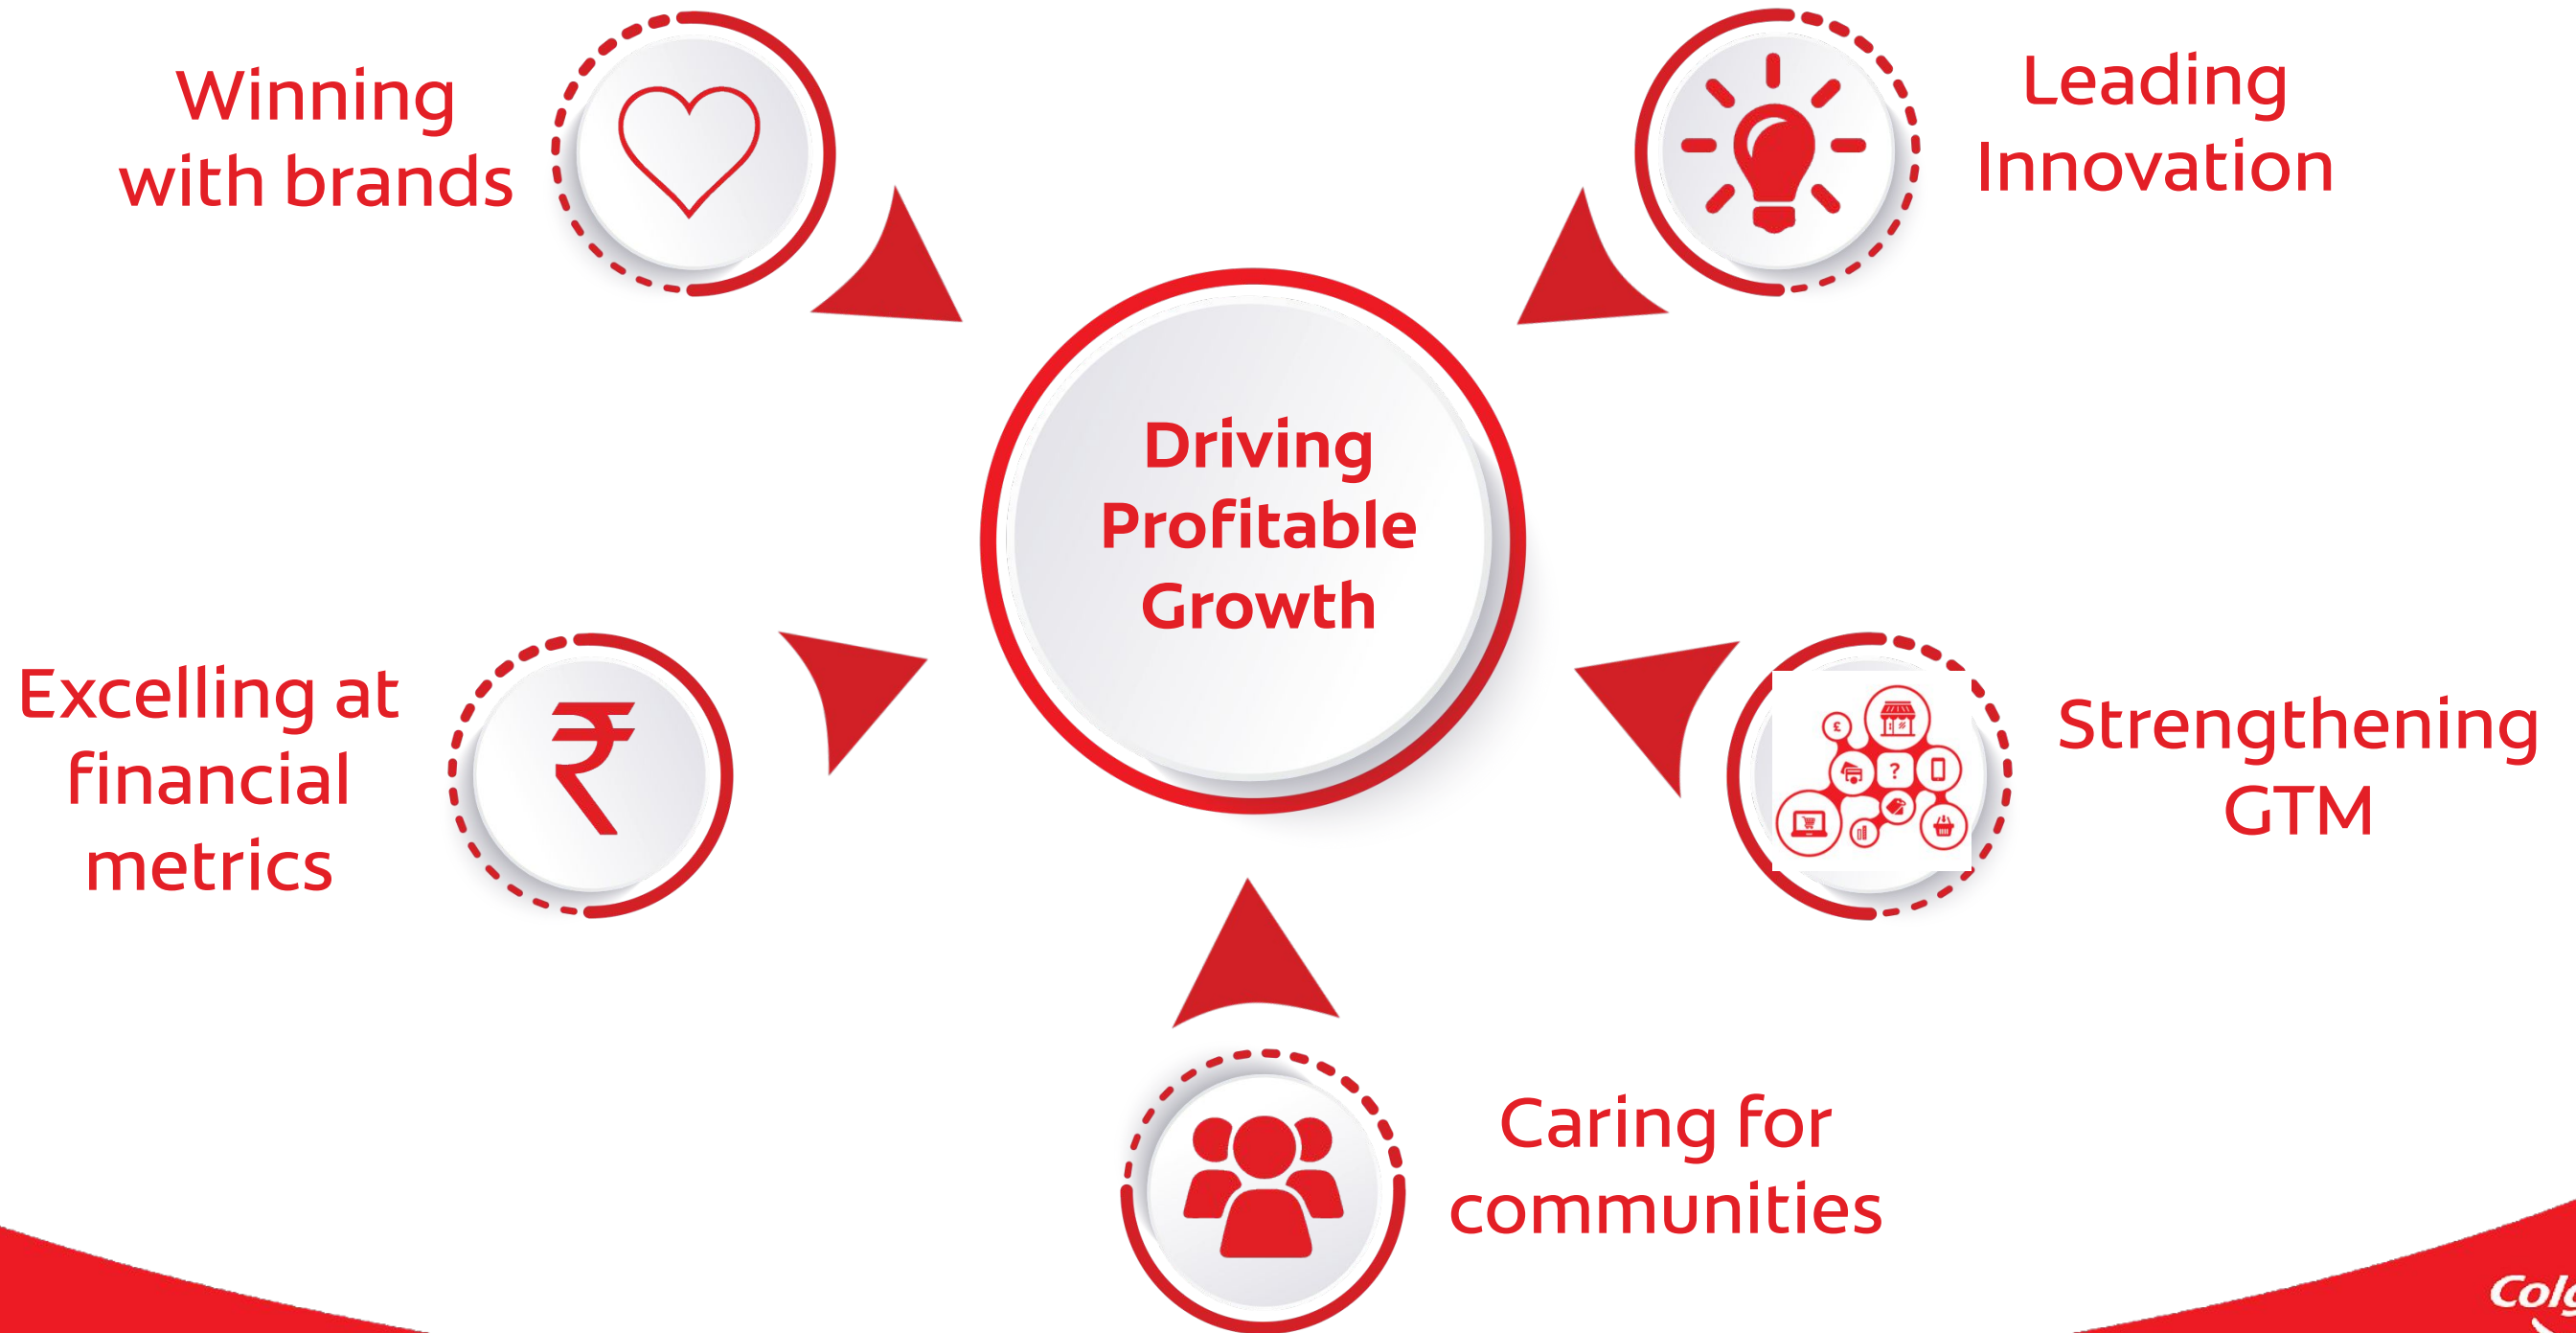 Winning
with brands
Leading
Innovation
Driving
Profitable
Growth
Excelling at
financial
metrics
₹
£
?
Strengthening
GTM
Caring for
communities